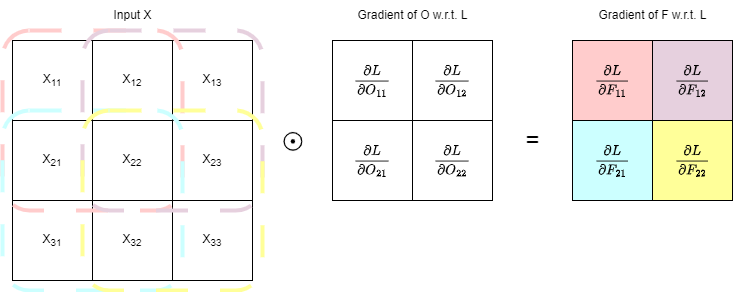 Input X
Gradient of O w.r.t. L
Gradient of F w.r.t. L
X₁₁ X₁₂ X₁₃
X₂₁ X₂₂ X₂₃
X₃₁ X₃₂ X₃₃
⊙
∂L/∂O₁₁ ∂L/∂O₁₂
∂L/∂O₂₁ ∂L/∂O₂₂
=
∂L/∂F₁₁ ∂L/∂F₁₂
∂L/∂F₂₁ ∂L/∂F₂₂